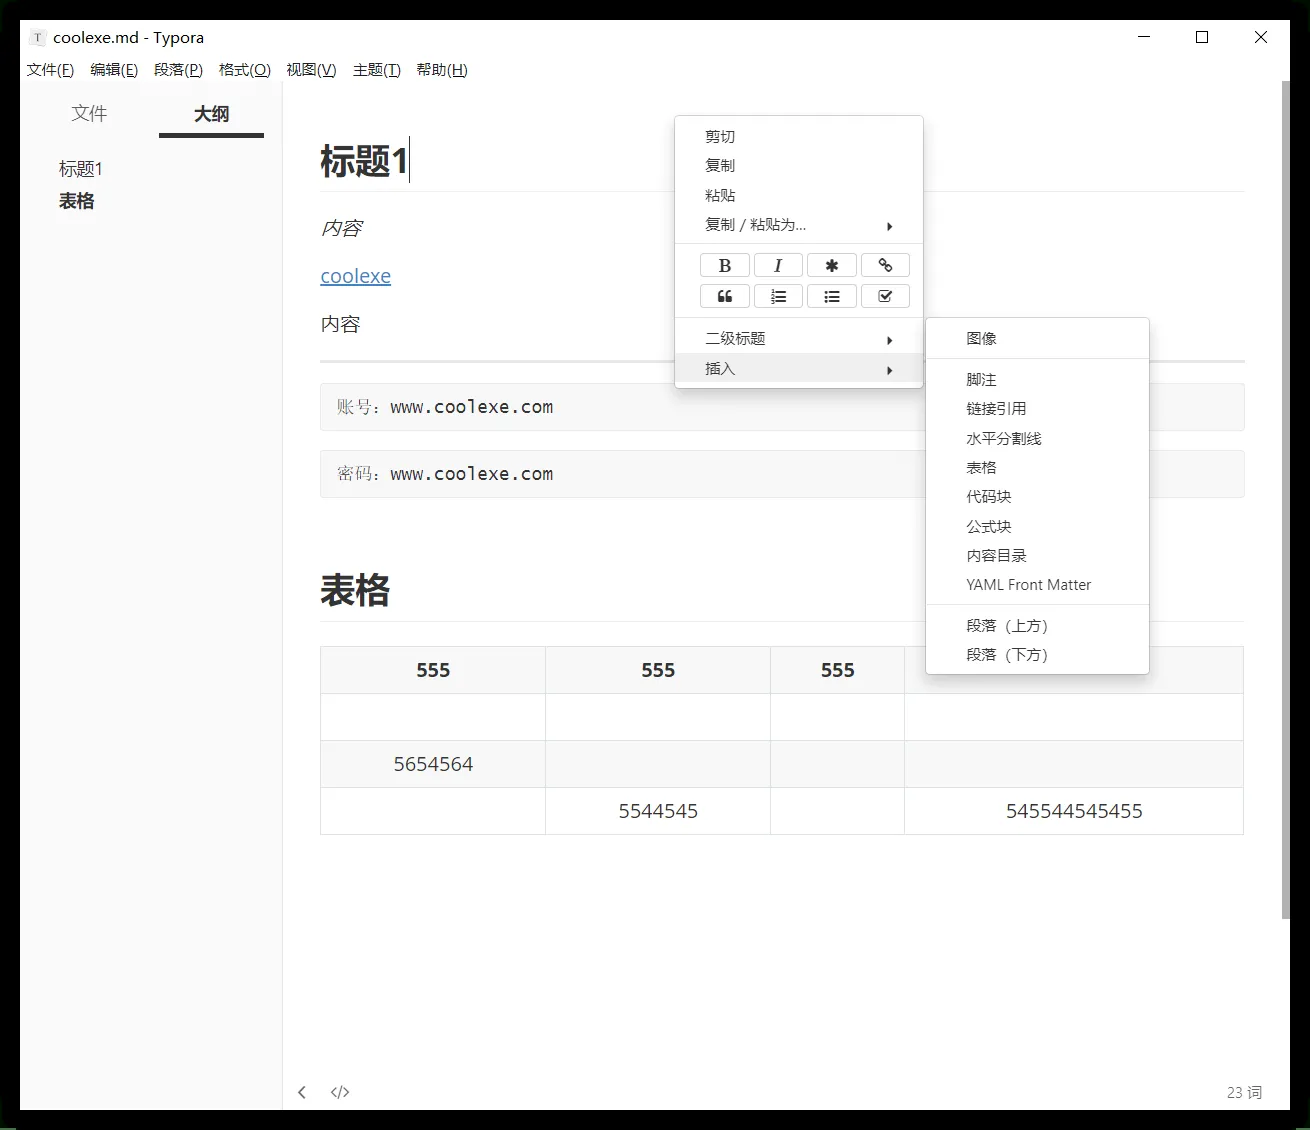 coolexe.md - Typora
文件(F) 编辑(E) 段落(P) 格式(O) 视图(V) 主题(T) 帮助(H)
文件 大纲
标题1
表格
标题1
内容
coolexe
内容
账号：www.coolexe.com
密码：www.coolexe.com
表格
555 555 555
5654564
5544545 545544545455
剪切
复制
粘贴
复制 / 粘贴为...
B I
二级标题
插入
图像
脚注
链接引用
水平分割线
表格
代码块
公式块
内容目录
YAML Front Matter
段落（上方）
段落（下方）
23 词